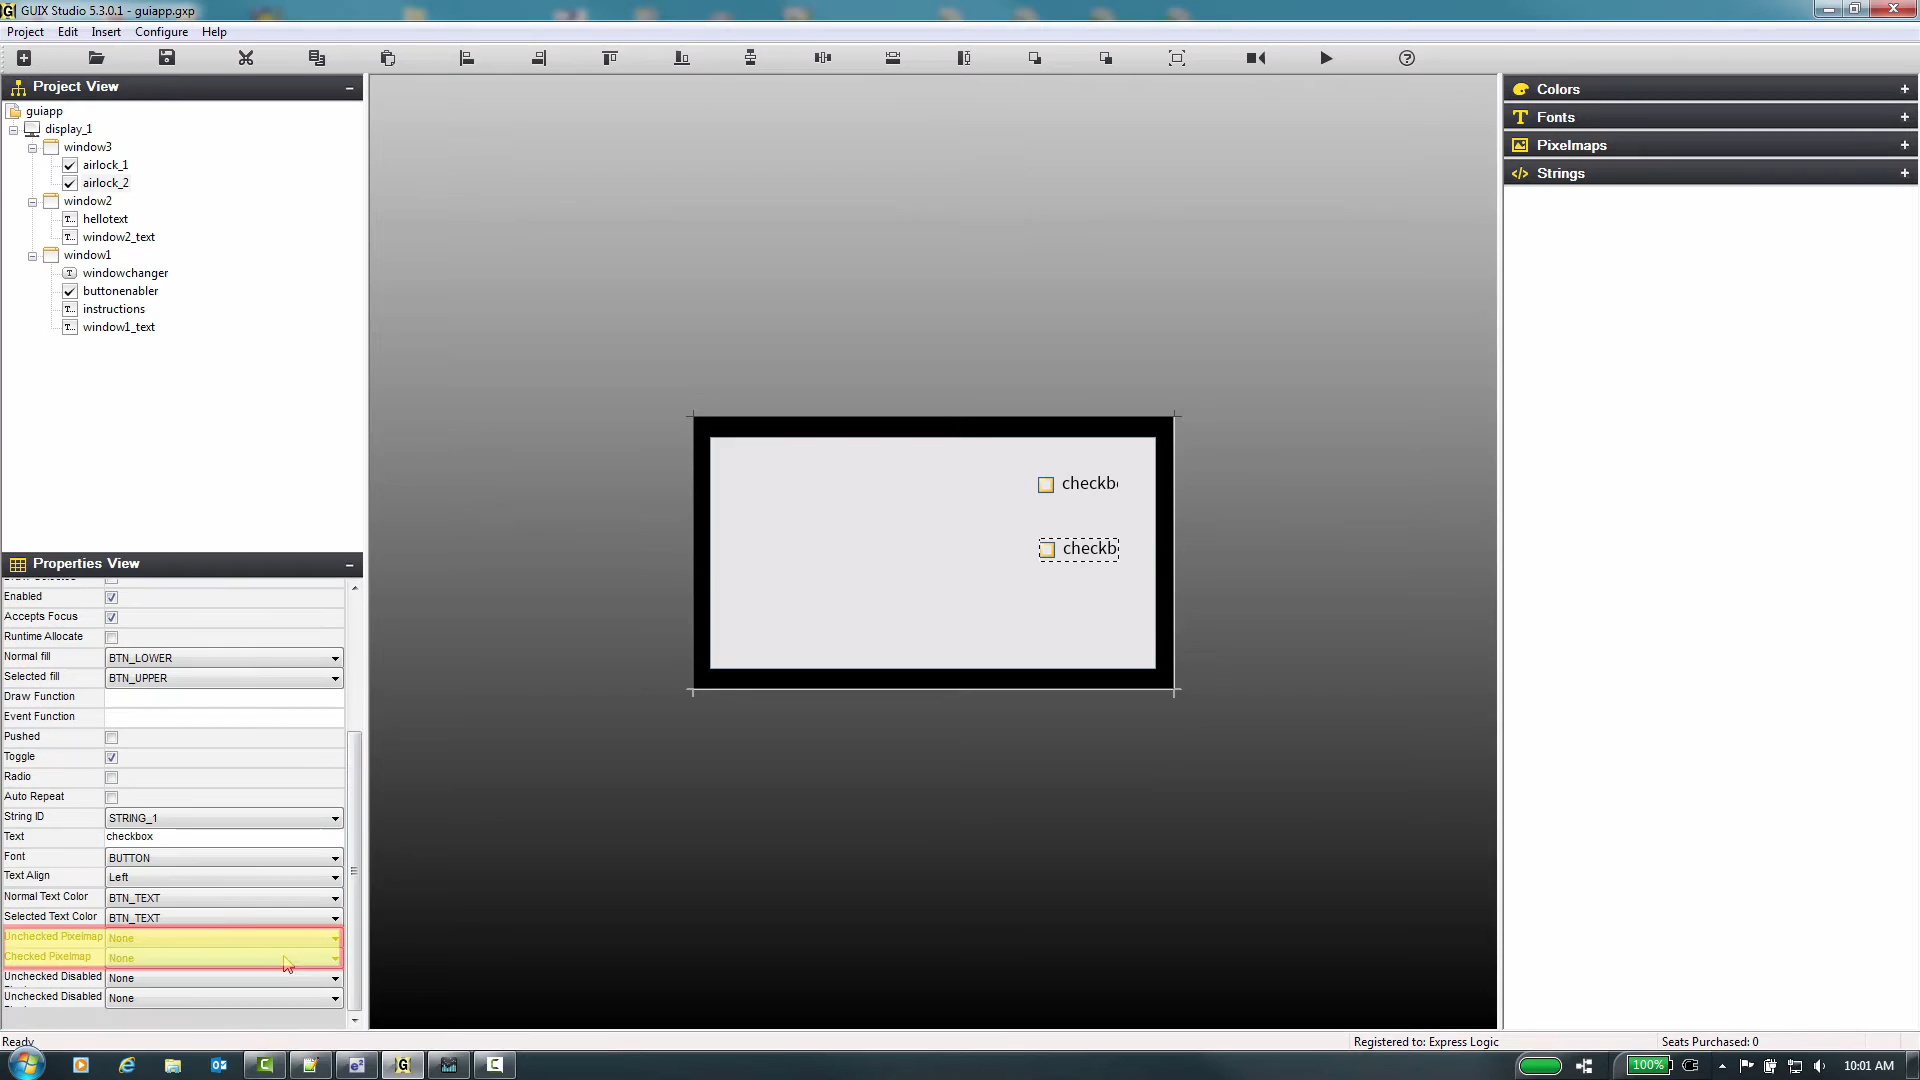 GUIX Studio 5.3.0.1 - guiapp.gxp
Project Edit Insert Configure Help
Project View
guiapp
display_1
window3
airlock_1
airlock_2
window2
hellotext
window2_text
window1
windowchanger
buttonenabler
instructions
window1_text
Properties View
Enabled
Accepts Focus
Runtime Allocate
Normal fill BTN_LOWER
Selected fill BTN_UPPER
Draw Function
Event Function
Pushed
Toggle
Radio
Auto Repeat
String ID STRING_1
Text checkbox
Font BUTTON
Text Align Left
Normal Text Color BTN_TEXT
Selected Text Color BTN_TEXT
Unchecked Pixelmap None
Checked Pixelmap None
Unchecked Disabled None
Unchecked Disabled None
checkb
checkb
Colors
Fonts
Pixelmaps
Strings
Ready
Registered to: Express Logic
Seats Purchased: 0
100%
10:01 AM